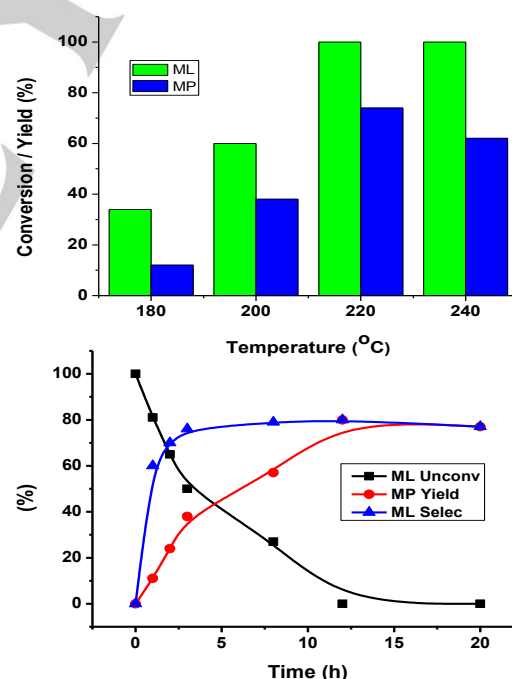 100
80
60
40
20
0
ML
MP
Conversion / Yield (%)
180 200 220 240
Temperature (OC)
100
80
60
40
20
0
(%)
ML Unconv
MP Yield
ML Selec
0 5 10 15 20
Time (h)